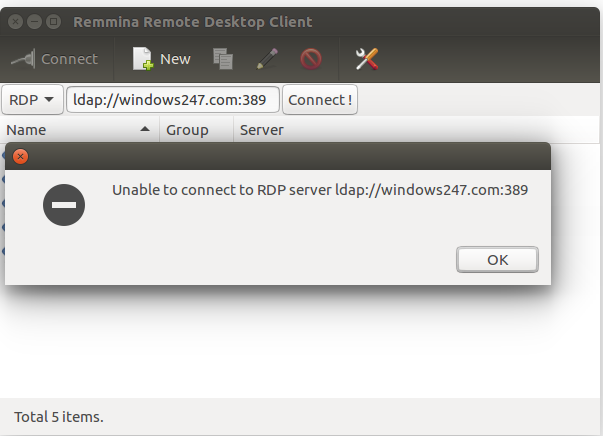 Remmina Remote Desktop Client
Connect New
RDP ldap://windows247.com:389 Connect !
Name Group Server
Unable to connect to RDP server ldap://windows247.com:389
OK
Total 5 items.